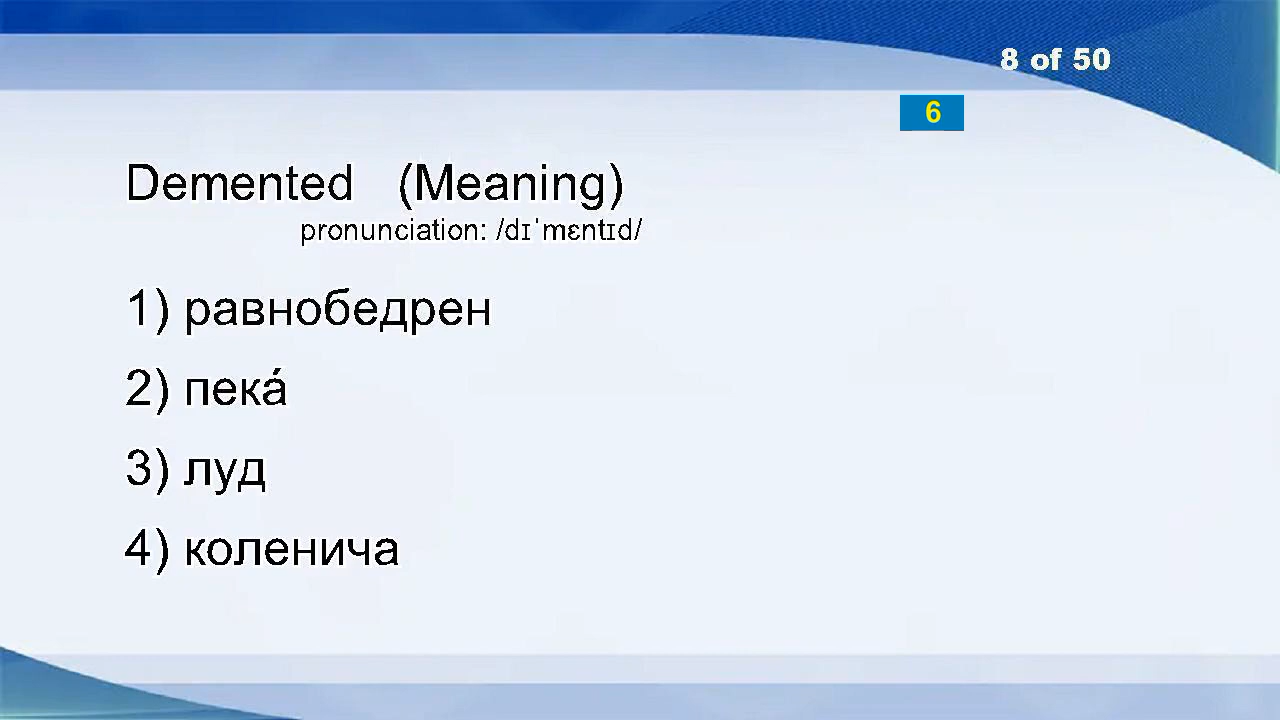 8 of 50
6
Demented (Meaning)
pronunciation: /dɪˈmɛntɪd/
1) равнобедрен
2) пека́
3) луд
4) коленича